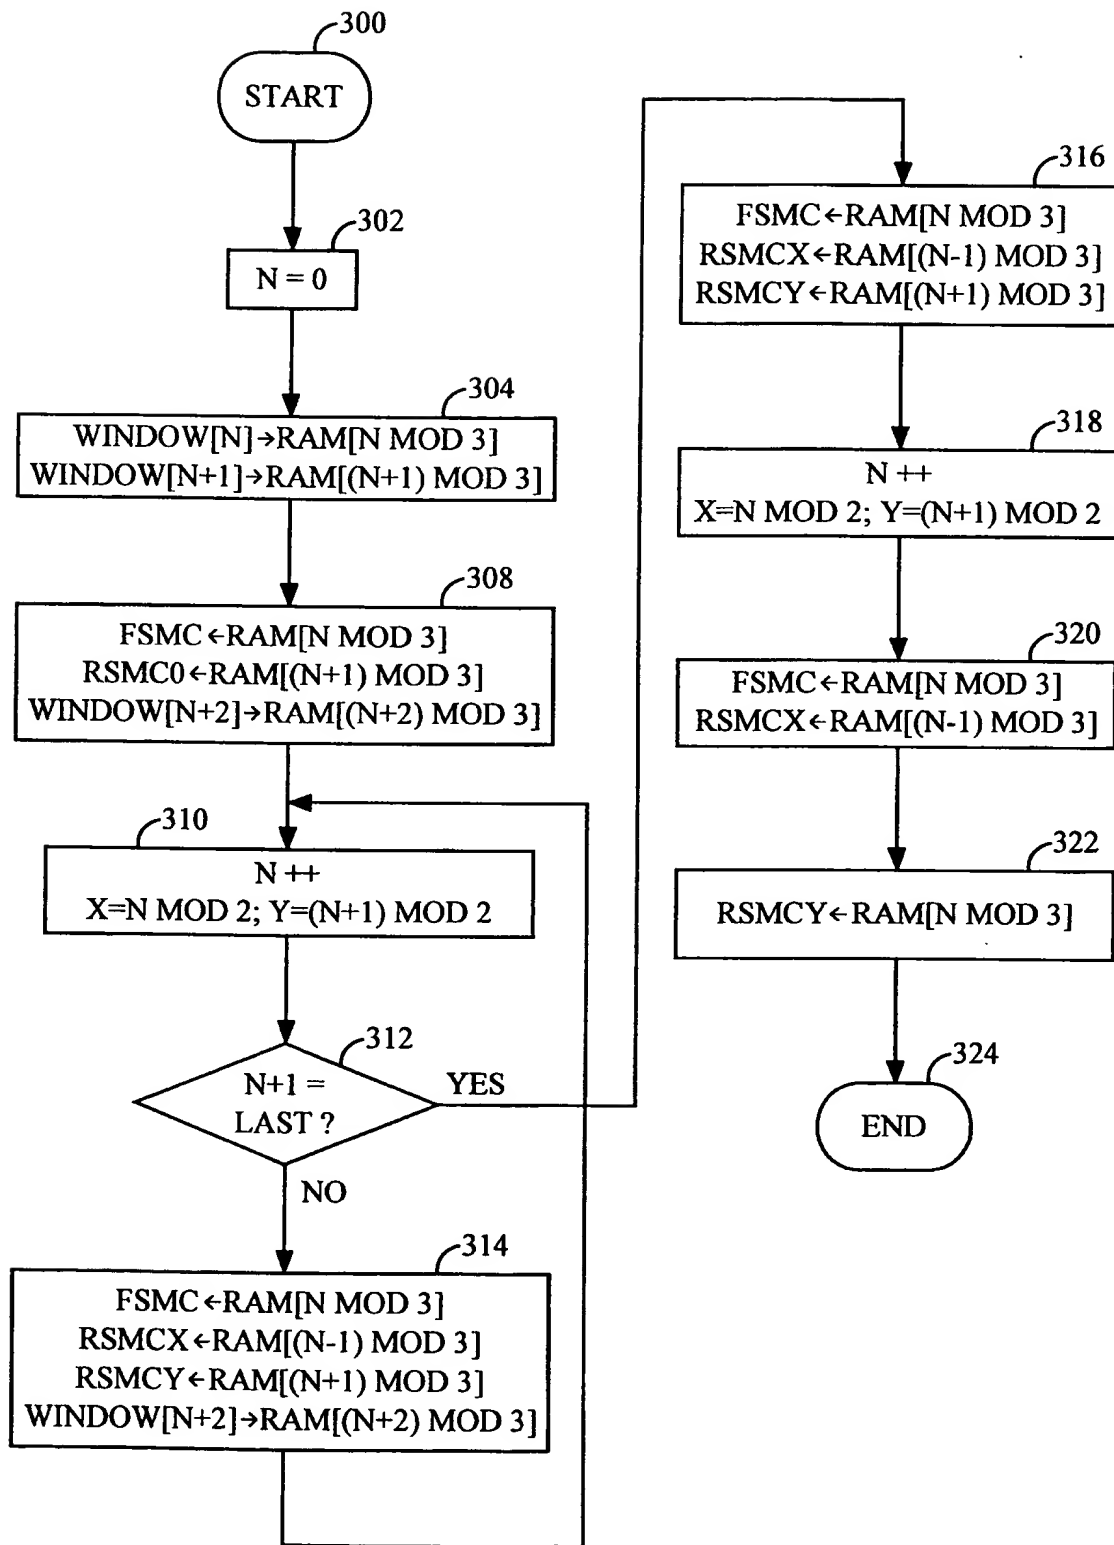 300
START
302
N = 0
304
WINDOW[N]→RAM[N MOD 3]
WINDOW[N+1]→RAM[(N+1) MOD 3]
308
FSMC←RAM[N MOD 3]
RSMC0←RAM[(N+1) MOD 3]
WINDOW[N+2]→RAM[(N+2) MOD 3]
310
N ++
X=N MOD 2; Y=(N+1) MOD 2
312
N+1 =
LAST ?
YES
NO
314
FSMC←RAM[N MOD 3]
RSMCX←RAM[(N-1) MOD 3]
RSMCY←RAM[(N+1) MOD 3]
WINDOW[N+2]→RAM[(N+2) MOD 3]
316
FSMC←RAM[N MOD 3]
RSMCX←RAM[(N-1) MOD 3]
RSMCY←RAM[(N+1) MOD 3]
318
N ++
X=N MOD 2; Y=(N+1) MOD 2
320
FSMC←RAM[N MOD 3]
RSMCX←RAM[(N-1) MOD 3]
322
RSMCY←RAM[N MOD 3]
324
END